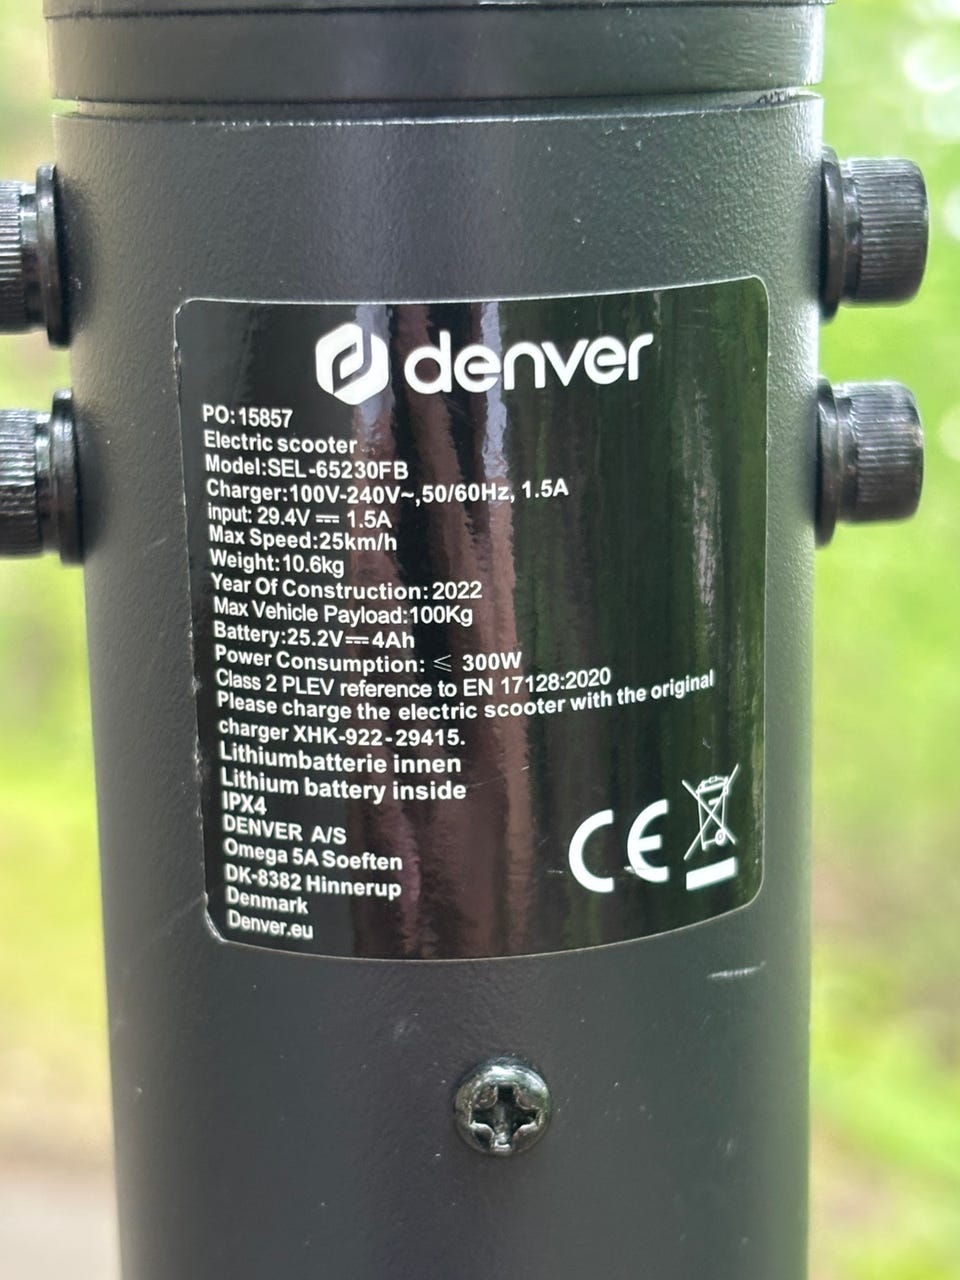 denver
PO:15857
Electric scooter
Model:SEL-65230FB
Charger:100V-240V~,50/60Hz, 1.5A
input: 29.4V ⎓ 1.5A
Max Speed:25km/h
Weight:10.6kg
Year Of Construction:2022
Max Vehicle Payload:100Kg
Battery:25.2V⎓4Ah
Power Consumption: ≤ 300W
Class 2 PLEV reference to EN 17128:2020
Please charge the electric scooter with the original
charger XHK-922-29415.
Lithiumbatterie innen
Lithium battery inside
IPX4
DENVER A/S
Omega 5A Soeften
DK-8382 Hinnerup
Denmark
Denver.eu
CE